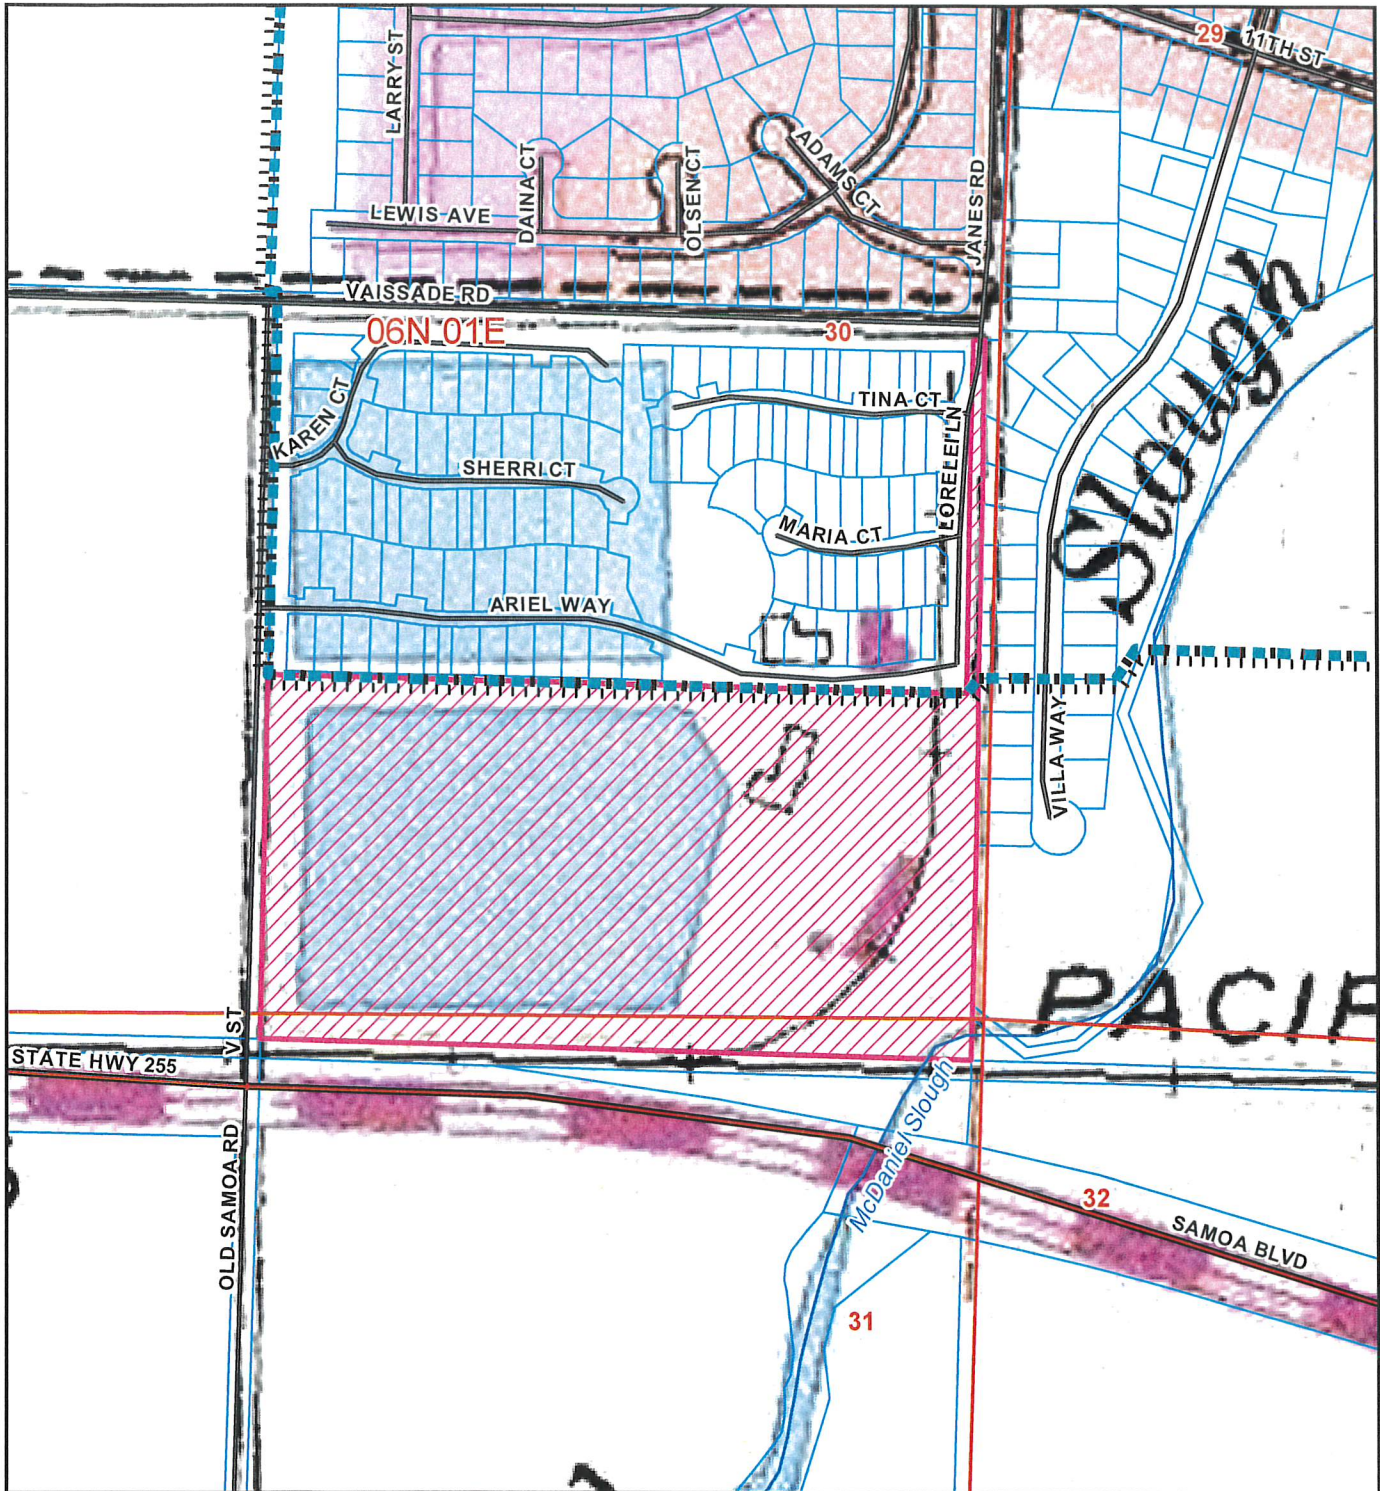 29
11TH ST
LARRY ST
DAINA CT
OLSEN CT
ADAMS CT
JANES RD
LEWIS AVE
VAISSADE RD
06N 01E
30
Slough
KAREN CT
TINA CT
SHERRI CT
LORELEI LN
MARIA CT
ARIEL WAY
VILLA WAY
PACIF
V ST
STATE HWY 255
McDaniel Slough
OLD SAMOA RD
32
SAMOA BLVD
31